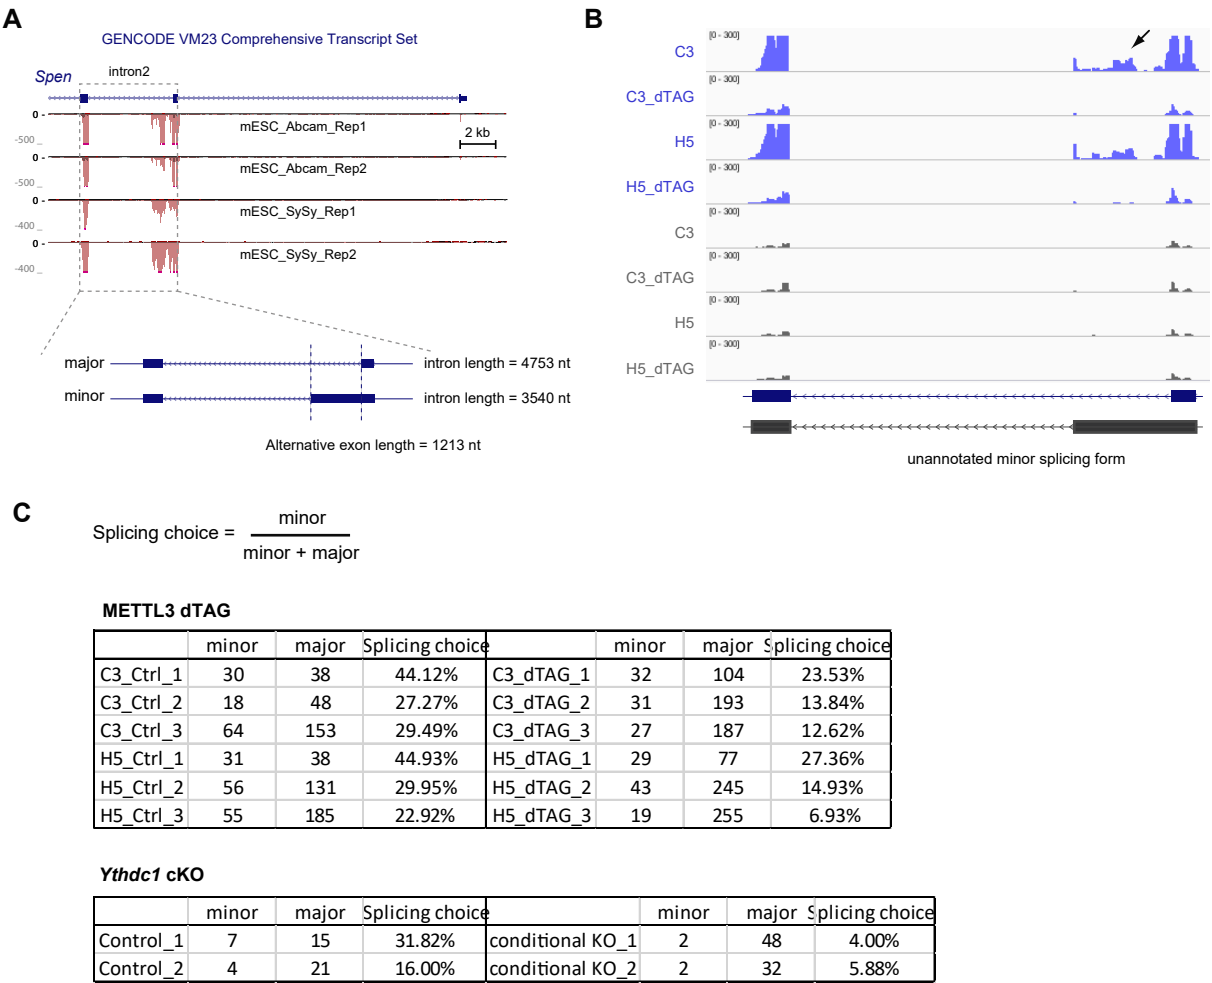 A
GENCODE VM23 Comprehensive Transcript Set
Spen
intron2
0 -
mESC_Abcam_Rep1
-500 _
2 kb
0 -
mESC_Abcam_Rep2
-500 _
0 -
mESC_SySy_Rep1
-400 _
0 -
mESC_SySy_Rep2
-400 _
major
intron length = 4753 nt
minor
intron length = 3540 nt
Alternative exon length = 1213 nt
B
C3 [0 - 300]
C3_dTAG [0 - 300]
H5 [0 - 300]
H5_dTAG [0 - 300]
C3 [0 - 300]
C3_dTAG [0 - 300]
H5 [0 - 300]
H5_dTAG [0 - 300]
unannotated minor splicing form
C
Splicing choice = minor
minor + major
METTL3 dTAG
minor major Splicing choice minor major Splicing choice
C3_Ctrl_1 30 38 44.12% C3_dTAG_1 32 104 23.53%
C3_Ctrl_2 18 48 27.27% C3_dTAG_2 31 193 13.84%
C3_Ctrl_3 64 153 29.49% C3_dTAG_3 27 187 12.62%
H5_Ctrl_1 31 38 44.93% H5_dTAG_1 29 77 27.36%
H5_Ctrl_2 56 131 29.95% H5_dTAG_2 43 245 14.93%
H5_Ctrl_3 55 185 22.92% H5_dTAG_3 19 255 6.93%
Ythdc1 cKO
minor major Splicing choice minor major Splicing choice
Control_1 7 15 31.82% conditional KO_1 2 48 4.00%
Control_2 4 21 16.00% conditional KO_2 2 32 5.88%